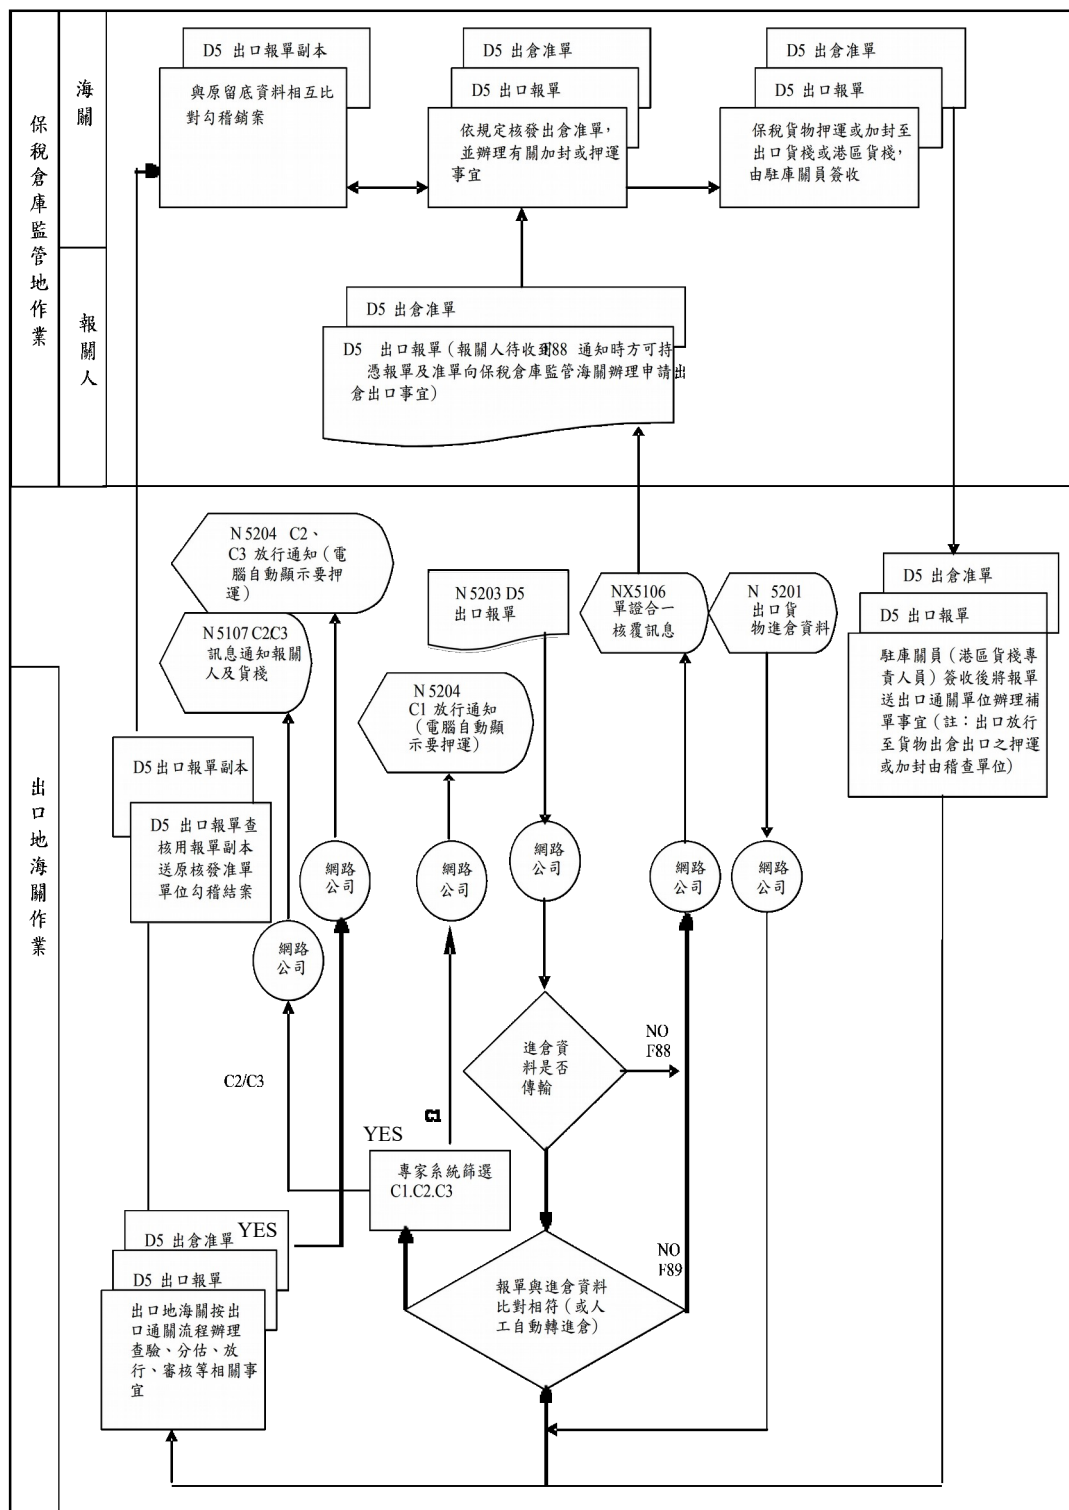 保稅倉庫監管地作業
海關
D5 出口報單副本
與原留底資料相互比
對勾稽銷案
D5 出倉准單
D5 出口報單
依規定核發出倉准單,
並辦理有關加封或押運
事宜
D5 出倉准單
D5 出口報單
保稅貨物押運或加封至
出口貨棧或港區貨棧,
由駐庫關員簽收
報關人
D5 出倉准單
D5 出口報單(報關人待收到F88 通知時方可持
憑報單及准單向保稅倉庫監管海關辦理申請出
倉出口事宜)
出口地海關作業
N 5204 C2、
C3 放行通知(電
腦自動顯示要押
運)
N 5107 C2C3
訊息通知報關
人及貨棧
N 5204
C1 放行通知
(電腦自動顯
示要押運)
N 5203 D5
出口報單
NX5106
單證合一
核覆訊息
N 5201
出口貨
物進倉資料
D5 出倉准單
D5 出口報單
駐庫關員(港區貨棧專
責人員)簽收後將報單
送出口通關單位辦理補
單事宜(註:出口放行
至貨物出倉出口之押運
或加封由稽查單位)
D5 出口報單副本
D5 出口報單查
核用報單副本
送原核發准單
單位勾稽結案
網路
公司
網路
公司
網路
公司
網路
公司
網路
公司
網路
公司
進倉資
料是否
傳輸
NO
F88
C2/C3
C1
YES
專家系統篩選
C1.C2.C3
YES
D5 出倉准單
D5 出口報單
出口地海關按出
口通關流程辦理
查驗、分估、放
行、審核等相關事
宜
報單與進倉資料
比對相符(或人
工自動轉進倉)
NO
F89